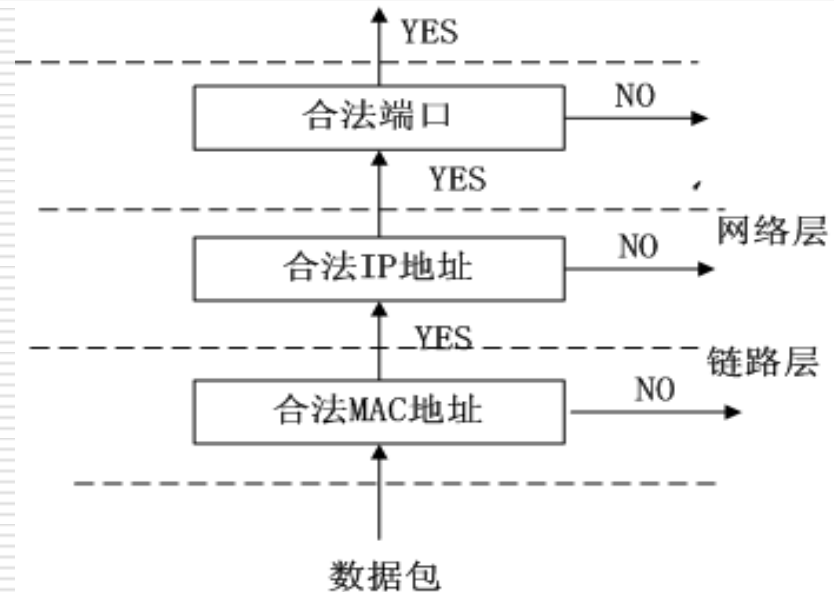 YES
合法端口
NO
YES
网络层
合法IP地址
NO
YES
链路层
合法MAC地址
NO
数据包